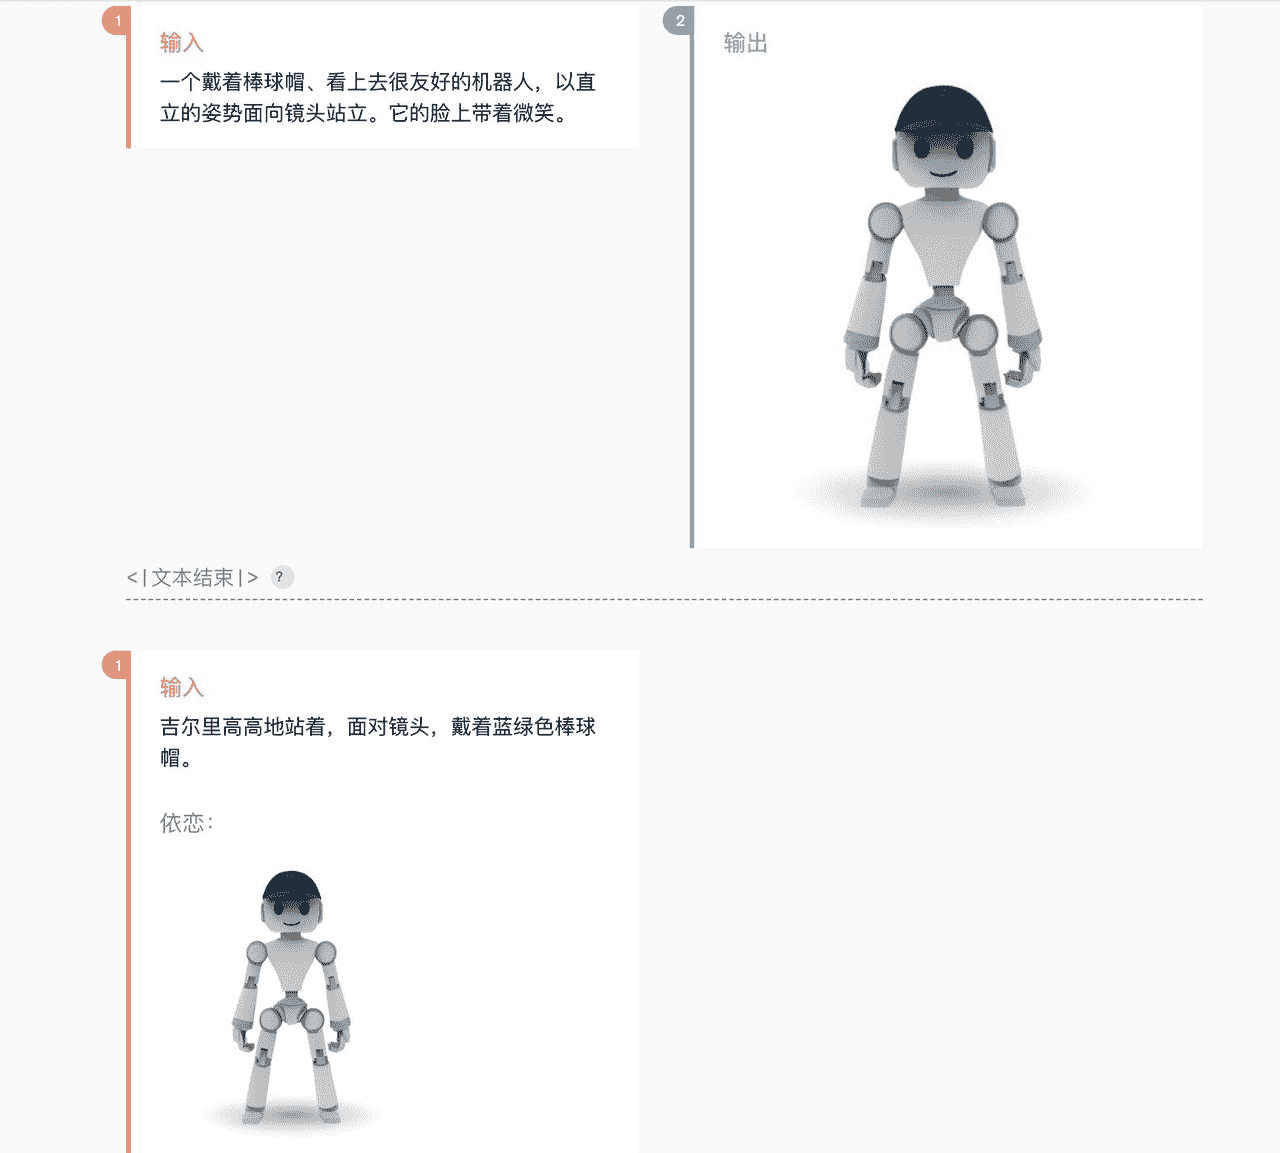 1
输入
一个戴着棒球帽、看上去很友好的机器人，以直
立的姿势面向镜头站立。它的脸上带着微笑。
2
输出
<|文本结束|> ?
1
输入
吉尔里高高地站着，面对镜头，戴着蓝绿色棒球
帽。
依恋：